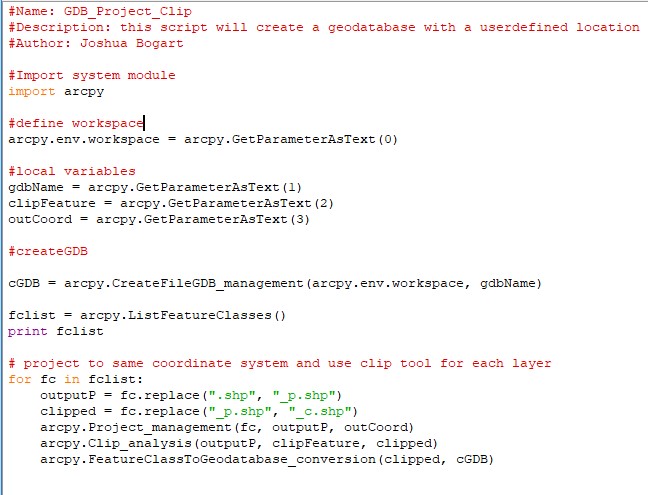 #Name: GDB_Project_Clip
#Description: this script will create a geodatabase with a userdefined location
#Author: Joshua Bogart
#Import system module
import arcpy
#define workspace
arcpy.env.workspace = arcpy.GetParameterAsText(0)
#local variables
gdbName = arcpy.GetParameterAsText(1)
clipFeature = arcpy.GetParameterAsText(2)
outCoord = arcpy.GetParameterAsText(3)
#createGDB
cGDB = arcpy.CreateFileGDB_management(arcpy.env.workspace, gdbName)
fclist = arcpy.ListFeatureClasses()
print fclist
# project to same coordinate system and use clip tool for each layer
for fc in fclist:
    outputP = fc.replace(".shp", "_p.shp")
    clipped = fc.replace("_p.shp", "_c.shp")
    arcpy.Project_management(fc, outputP, outCoord)
    arcpy.Clip_analysis(outputP, clipFeature, clipped)
    arcpy.FeatureClassToGeodatabase_conversion(clipped, cGDB)